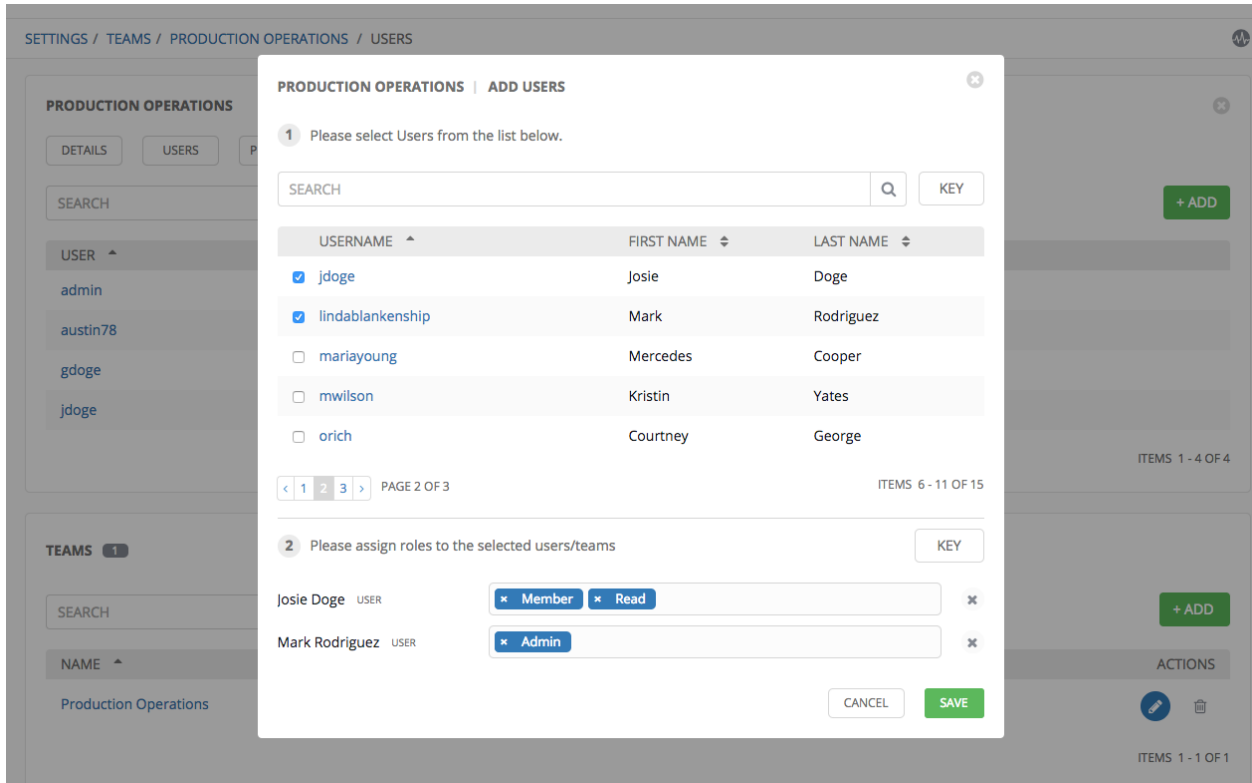 SETTINGS / TEAMS / PRODUCTION OPERATIONS / USERS
PRODUCTION OPERATIONS
DETAILS USERS P
SEARCH
+ ADD
USER
admin
austin78
gdoge
jdoge
ITEMS 1 - 4 OF 4
TEAMS 1
SEARCH
+ ADD
NAME ACTIONS
Production Operations
ITEMS 1 - 1 OF 1
PRODUCTION OPERATIONS | ADD USERS
1 Please select Users from the list below.
SEARCH KEY
USERNAME FIRST NAME LAST NAME
jdoge Josie Doge
lindablankenship Mark Rodriguez
mariayoung Mercedes Cooper
mwilson Kristin Yates
orich Courtney George
< 1 2 3 > PAGE 2 OF 3 ITEMS 6 - 11 OF 15
2 Please assign roles to the selected users/teams KEY
Josie Doge USER × Member × Read
Mark Rodriguez USER × Admin
CANCEL SAVE